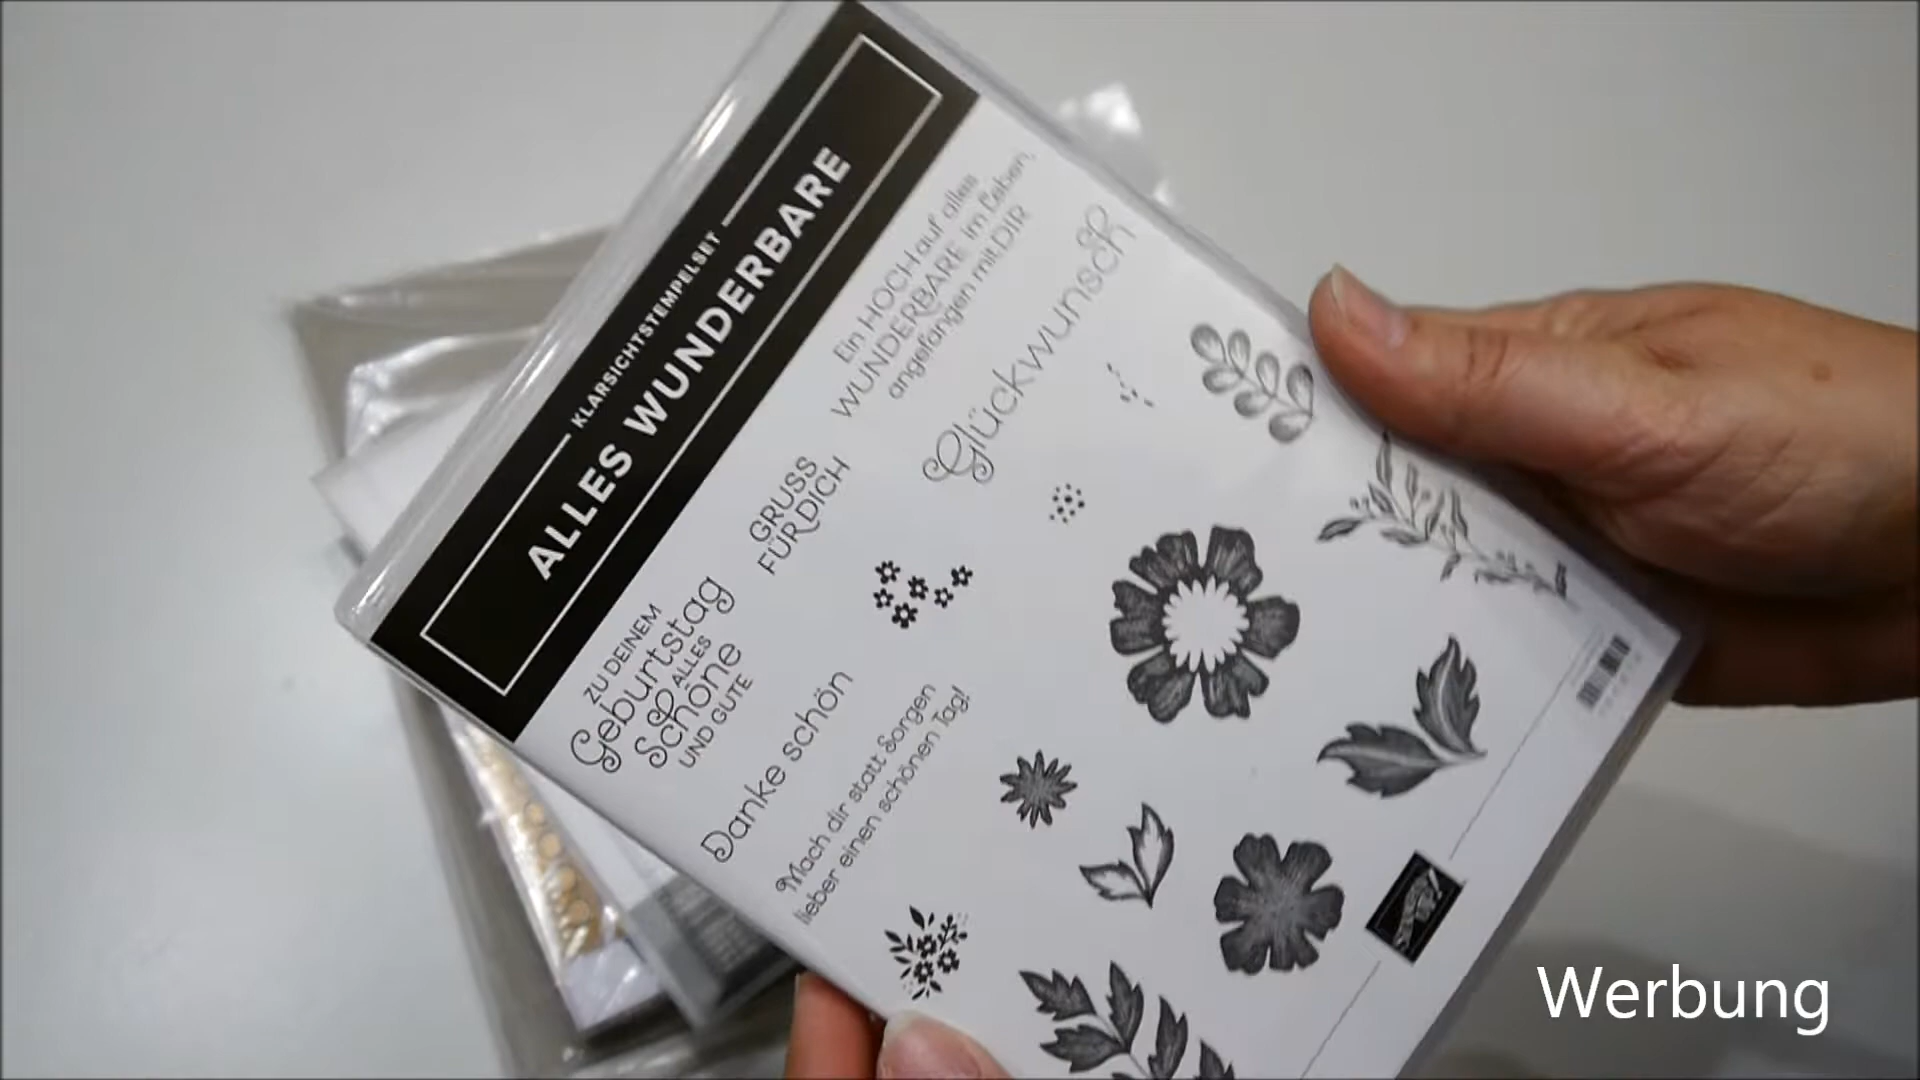 KLARSICHTSTEMPELSET
ALLES WUNDERBARE
Ein HOCH auf alles
WUNDERBARE im Leben,
angefangen mit DIR
Glückwunsch
GRUSS
FÜR DICH
ZU DEINEM
Geburtstag
ALLES
Schöne
UND GUTE
Danke schön
Mach dir statt Sorgen
lieber einen schönen Tag!
Werbung